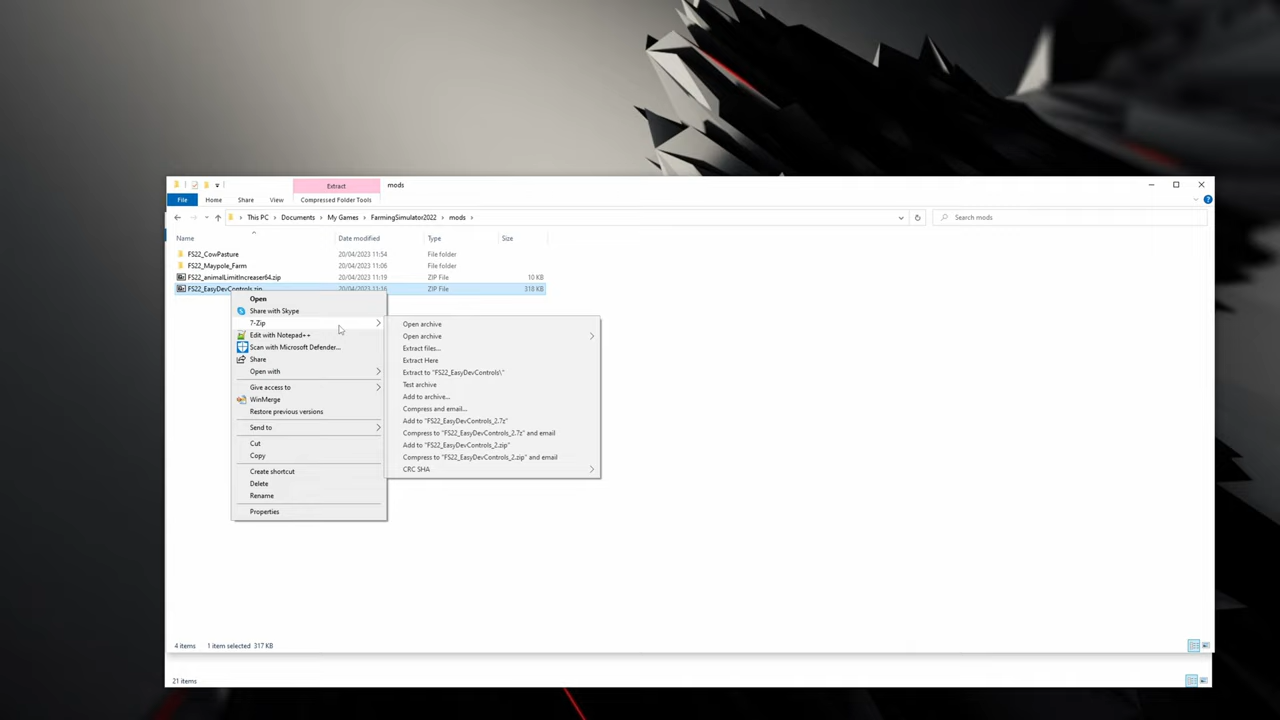 Extract
mods
File
Home
Share
View
Compressed Folder Tools
This PC
Documents
My Games
FarmingSimulator2022
mods
Search mods
Name
Date modified
Type
Size
FS22_CowPasture
20/04/2023 11:54
File folder
FS22_Maypole_Farm
20/04/2023 11:06
File folder
FS22_animalLimitIncreaser64.zip
20/04/2023 11:19
ZIP File
10 KB
FS22_EasyDevControls.zip
20/04/2023 11:16
ZIP File
318 KB
Open
Share with Skype
7-Zip
Edit with Notepad++
Scan with Microsoft Defender...
Share
Open with
Give access to
WinMerge
Restore previous versions
Send to
Cut
Copy
Create shortcut
Delete
Rename
Properties
Open archive
Open archive
Extract files...
Extract Here
Extract to "FS22_EasyDevControls\"
Test archive
Add to archive...
Compress and email...
Add to "FS22_EasyDevControls_2.7z"
Compress to "FS22_EasyDevControls_2.7z" and email
Add to "FS22_EasyDevControls_2.zip"
Compress to "FS22_EasyDevControls_2.zip" and email
CRC SHA
4 items
1 item selected 317 KB
21 items